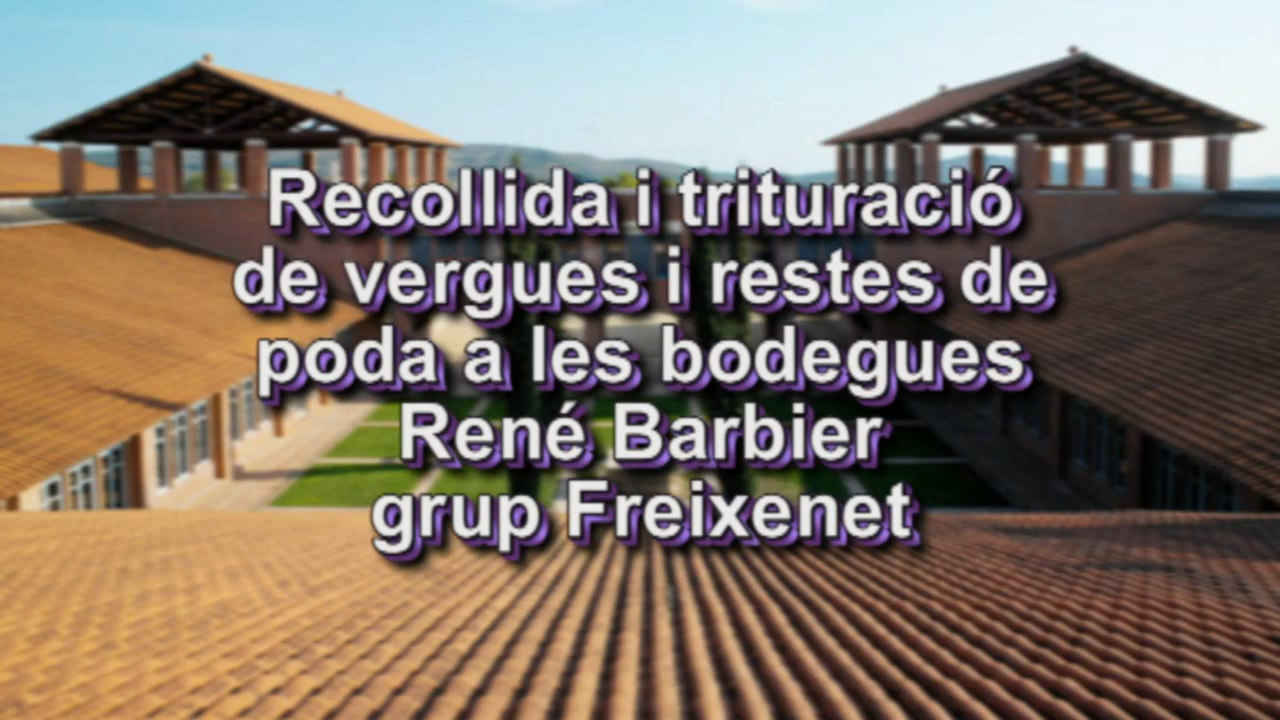 Recollida i trituració
de vergues i restes de
poda a les bodegues
René Barbier
grup Freixenet